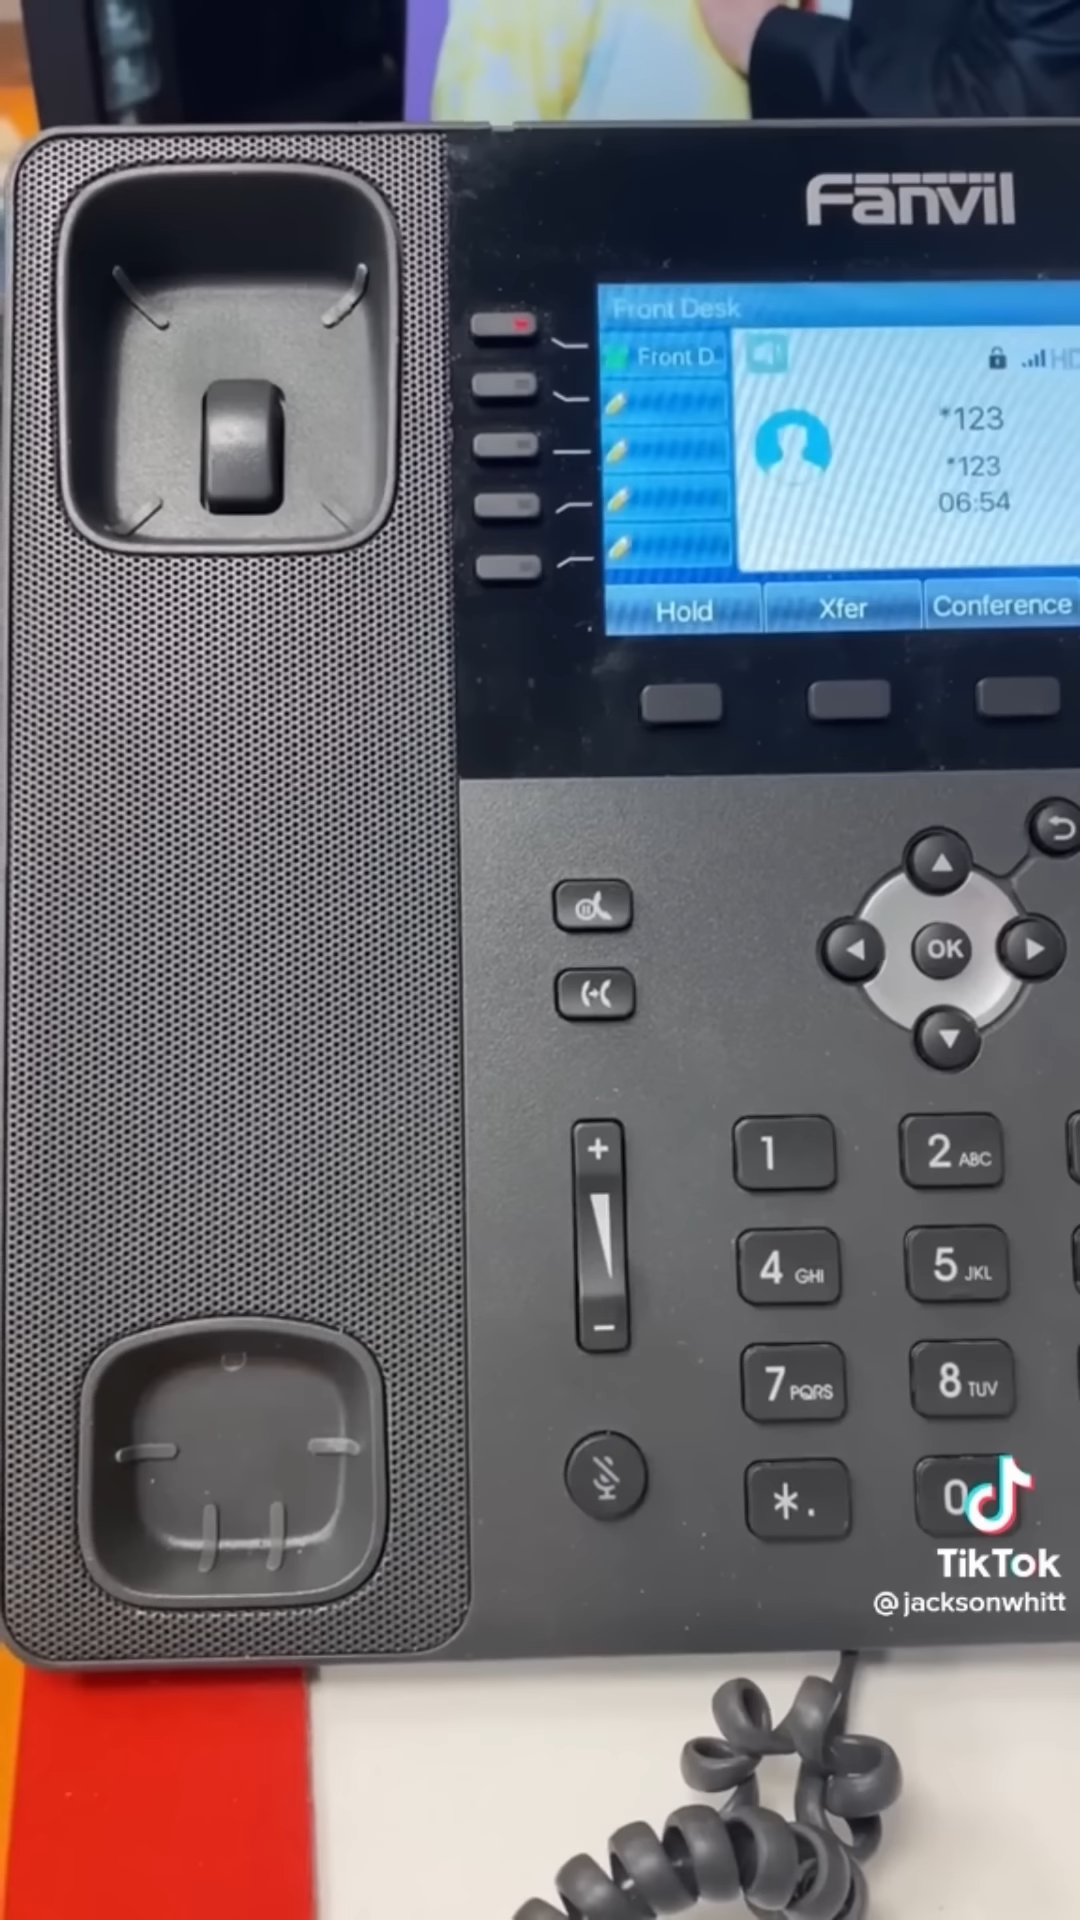 Fanvil
Front Desk
Front D..
HD
*123
*123
06:54
Hold
Xfer
Conference
OK
+
−
1
2 ABC
4 GHI
5 JKL
7 PQRS
8 TUV
* .
0
TikTok
@jacksonwhitt